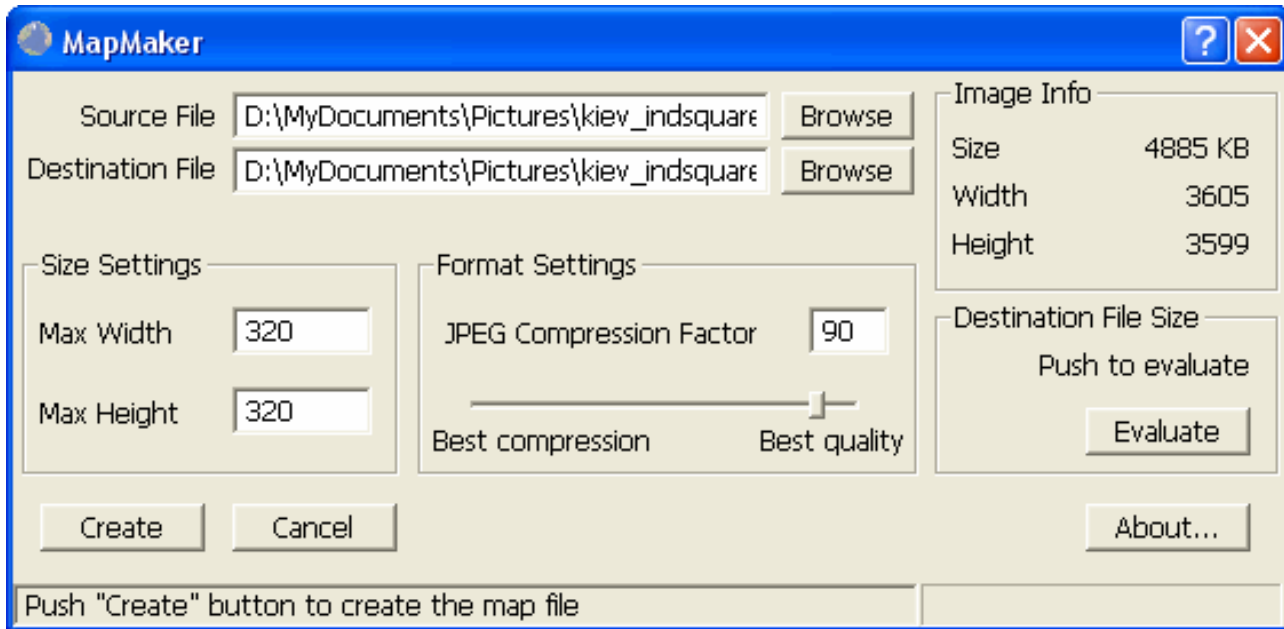 MapMaker
Source File D:\MyDocuments\Pictures\kiev_indsquare Browse
Destination File D:\MyDocuments\Pictures\kiev_indsquare Browse
Image Info
Size 4885 KB
Width 3605
Height 3599
Size Settings
Max Width 320
Max Height 320
Format Settings
JPEG Compression Factor 90
Best compression Best quality
Destination File Size
Push to evaluate
Evaluate
Create Cancel About...
Push "Create" button to create the map file